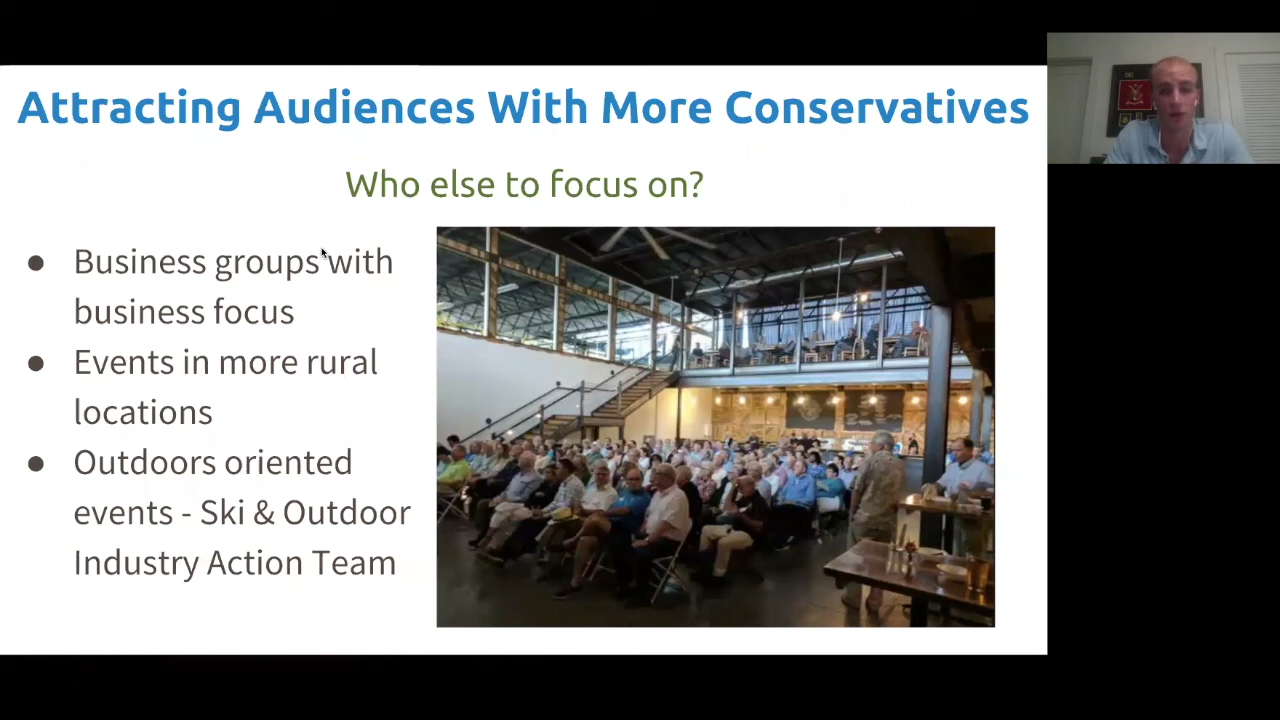 Attracting Audiences With More Conservatives
Who else to focus on?
● Business groups with
business focus
● Events in more rural
locations
● Outdoors oriented
events - Ski & Outdoor
Industry Action Team